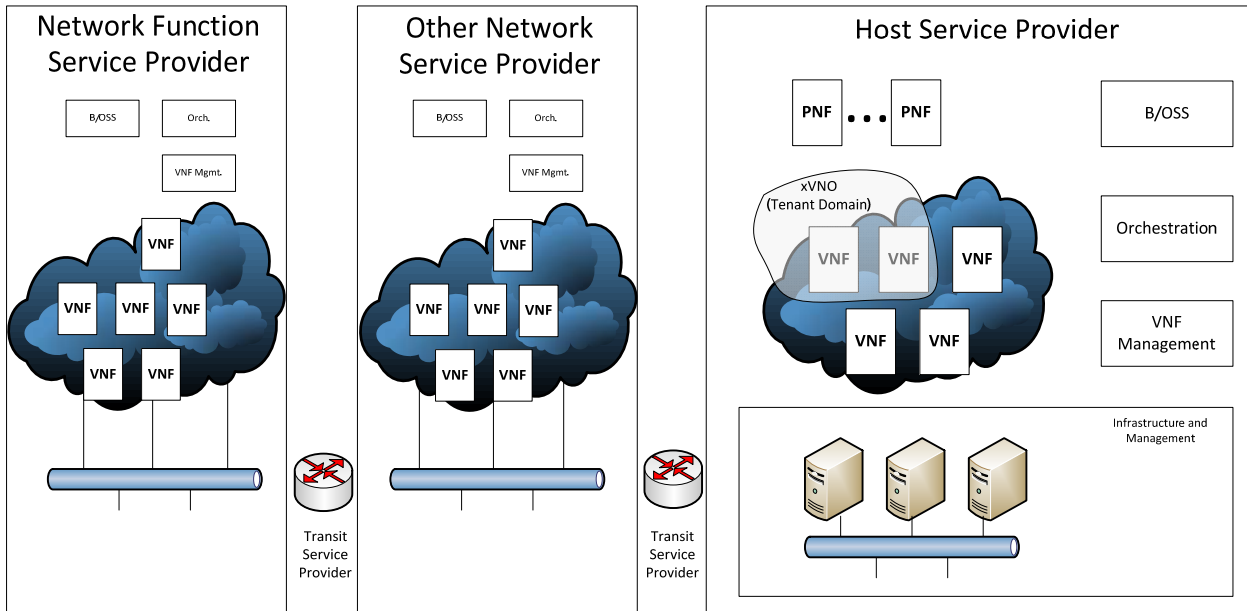 Network Function
Service Provider
B/OSS
Orch.
VNF Mgmt.
VNF
VNF
VNF
VNF
VNF
VNF
Transit
Service
Provider
Other Network
Service Provider
B/OSS
Orch.
VNF Mgmt.
VNF
VNF
VNF
VNF
VNF
VNF
Transit
Service
Provider
Host Service Provider
PNF
...
PNF
B/OSS
xVNO
(Tenant Domain)
VNF
VNF
VNF
Orchestration
VNF
VNF
VNF
Management
Infrastructure and
Management